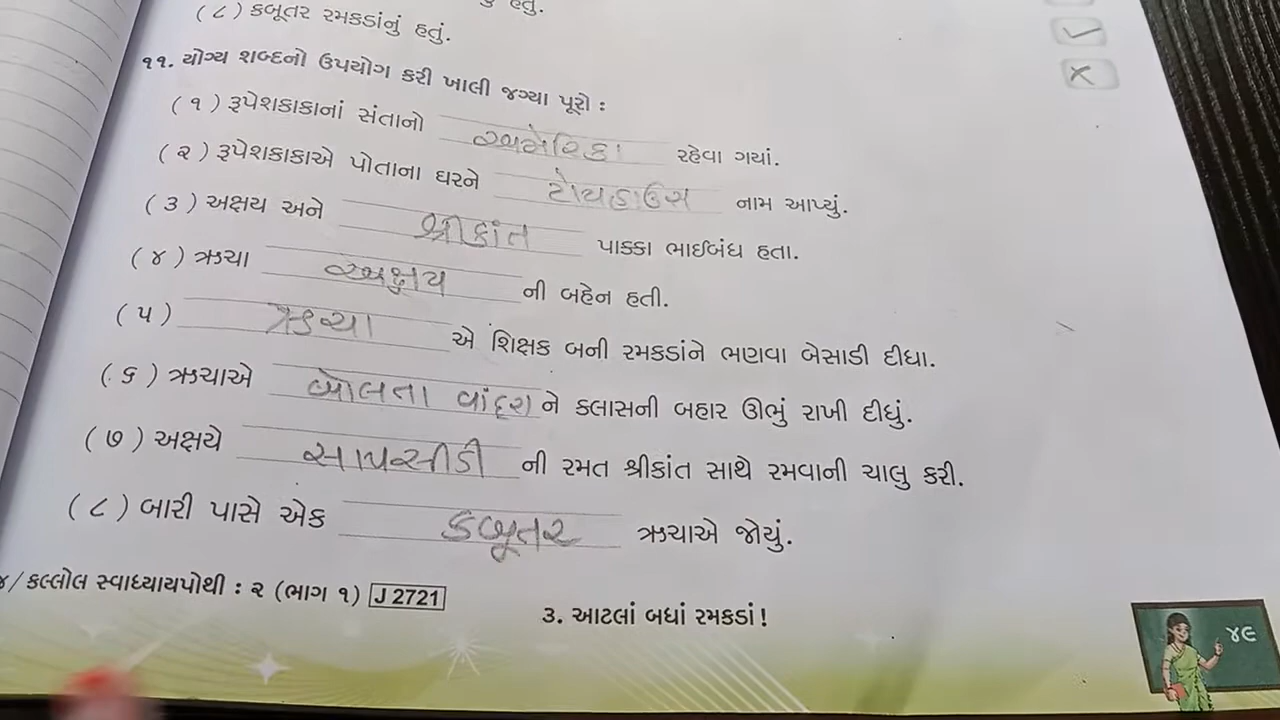 હતું.
(૮) કબૂતર રમકડાંનું હતું.
૧૧. યોગ્ય શબ્દનો ઉપયોગ કરી ખાલી જગ્યા પૂરો :
(૧) રૂપેશકાકાનાં સંતાનો અમેરિકા રહેવા ગયાં.
(૨) રૂપેશકાકાએ પોતાના ઘરને ટોયહાઉસ નામ આપ્યું.
(૩) અક્ષય અને શ્રીકાંત પાક્કા ભાઈબંધ હતા.
(૪) ઋચા અક્ષય ની બહેન હતી.
(૫) ઋચા એ શિક્ષક બની રમકડાંને ભણવા બેસાડી દીધા.
(૬) ઋચાએ બોલતા વાંદરા ને ક્લાસની બહાર ઊભું રાખી દીધું.
(૭) અક્ષયે સાપસીડી ની રમત શ્રીકાંત સાથે રમવાની ચાલુ કરી.
(૮) બારી પાસે એક કબૂતર ઋચાએ જોયું.
૪/ કલ્લોલ સ્વાધ્યાયપોથી : ૨ (ભાગ ૧) J 2721
૩. આટલાં બધાં રમકડાં!
૪૯